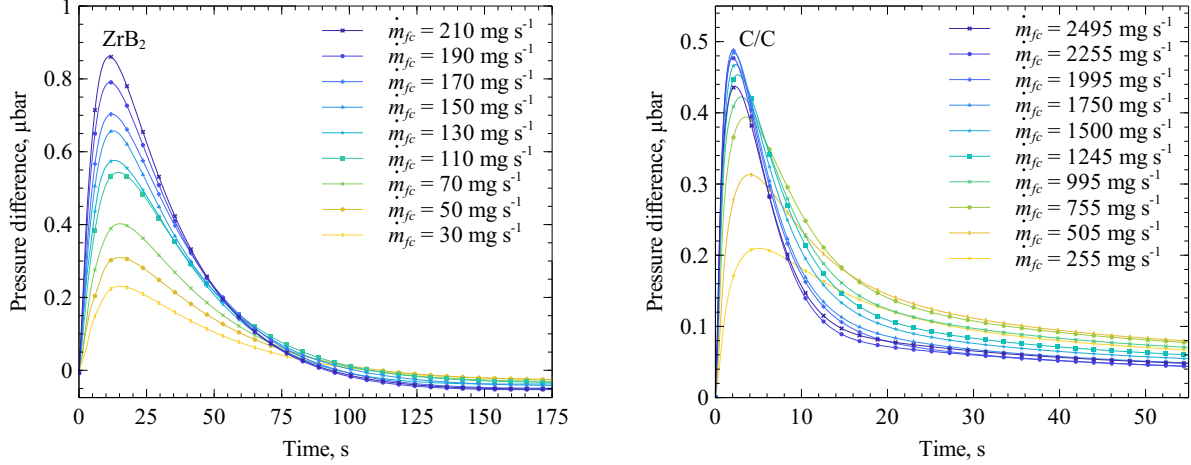 ZrB₂
ṁfc = 210 mg s⁻¹
ṁfc = 190 mg s⁻¹
ṁfc = 170 mg s⁻¹
ṁfc = 150 mg s⁻¹
ṁfc = 130 mg s⁻¹
ṁfc = 110 mg s⁻¹
ṁfc = 70 mg s⁻¹
ṁfc = 50 mg s⁻¹
ṁfc = 30 mg s⁻¹
Pressure difference, μbar
1
0.8
0.6
0.4
0.2
0
0 25 50 75 100 125 150 175
Time, s
C/C
ṁfc = 2495 mg s⁻¹
ṁfc = 2255 mg s⁻¹
ṁfc = 1995 mg s⁻¹
ṁfc = 1750 mg s⁻¹
ṁfc = 1500 mg s⁻¹
ṁfc = 1245 mg s⁻¹
ṁfc = 995 mg s⁻¹
ṁfc = 755 mg s⁻¹
ṁfc = 505 mg s⁻¹
ṁfc = 255 mg s⁻¹
Pressure difference, μbar
0.5
0.4
0.3
0.2
0.1
0
0 10 20 30 40 50
Time, s